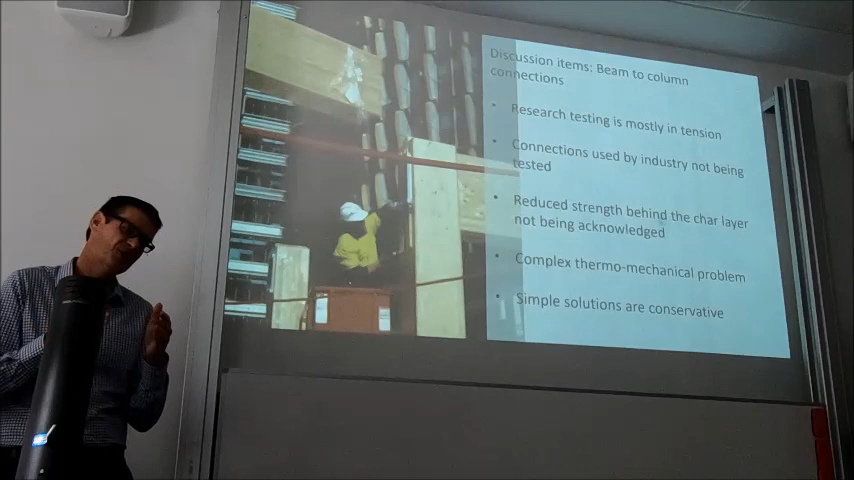 Discussion items: Beam to column
connections
• Research testing is mostly in tension
• Connections used by industry not being
tested
• Reduced strength behind the char layer
not being acknowledged
• Complex thermo-mechanical problem
• Simple solutions are conservative